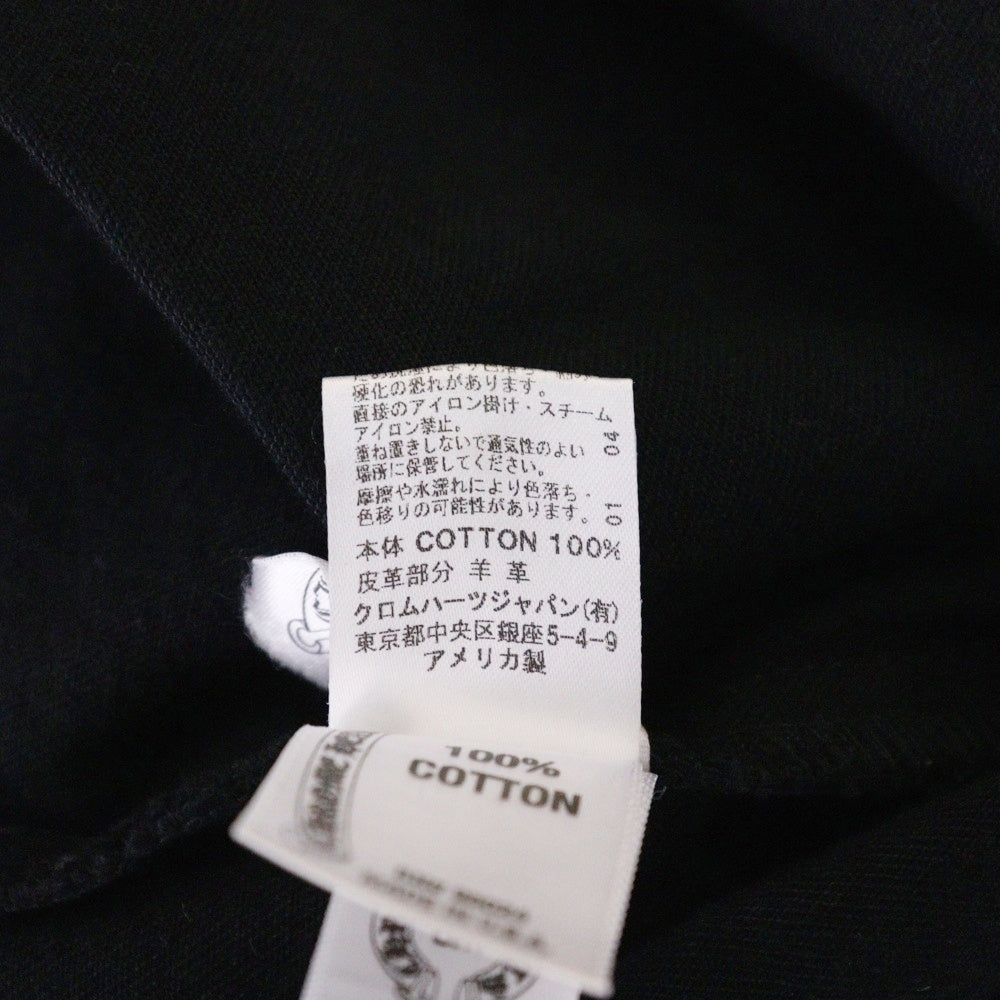 硬化の恐れがあります。
直接のアイロン掛け・スチーム
アイロン禁止。
重ね置きしないで通気性のよい
場所に保管してください。
摩擦や水濡れにより色落ち・
色移りの可能性があります。
04
01
本体 COTTON 100%
皮革部分 羊 革
クロムハーツジャパン(有)
東京都中央区銀座5-4-9
アメリカ製
100%
COTTON